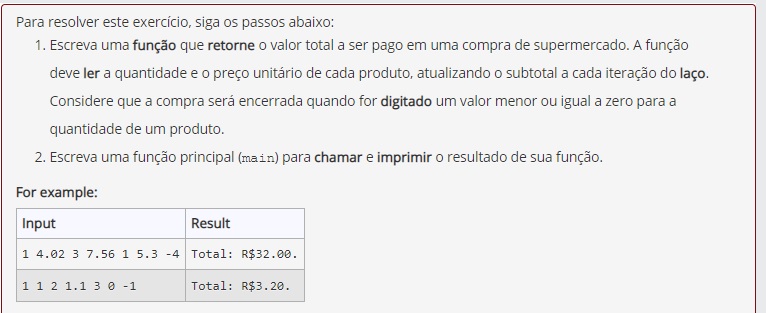 Para resolver este exercício, siga os passos abaixo:
1. Escreva uma função que retorne o valor total a ser pago em uma compra de supermercado. A função
deve ler a quantidade e o preço unitário de cada produto, atualizando o subtotal a cada iteração do laço.
Considere que a compra será encerrada quando for digitado um valor menor ou igual a zero para a
quantidade de um produto.
2. Escreva uma função principal (main) para chamar e imprimir o resultado de sua função.
For example:
Input Result
1 4.02 3 7.56 1 5.3 -4 Total: R$32.00.
1 1 2 1.1 3 0 -1 Total: R$3.20.